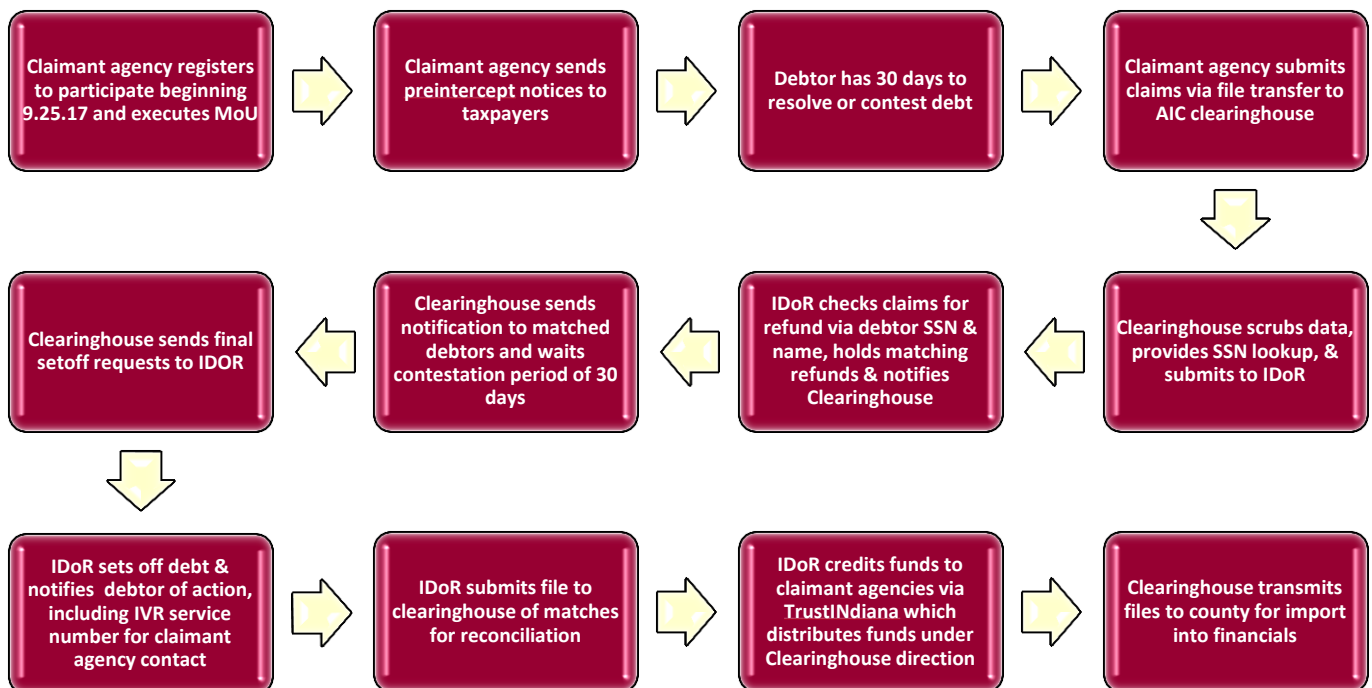 Claimant agency registers
to participate beginning
9.25.17 and executes MoU
Claimant agency sends
preintercept notices to
taxpayers
Debtor has 30 days to
resolve or contest debt
Claimant agency submits
claims via file transfer to
AIC clearinghouse
Clearinghouse scrubs data,
provides SSN lookup, &
submits to IDoR
IDoR checks claims for
refund via debtor SSN &
name, holds matching
refunds & notifies
Clearinghouse
Clearinghouse sends
notification to matched
debtors and waits
contestation period of 30
days
Clearinghouse sends final
setoff requests to IDOR
IDoR sets off debt &
notifies debtor of action,
including IVR service
number for claimant
agency contact
IDoR submits file to
clearinghouse of matches
for reconciliation
IDoR credits funds to
claimant agencies via
TrustINdiana which
distributes funds under
Clearinghouse direction
Clearinghouse transmits
files to county for import
into financials